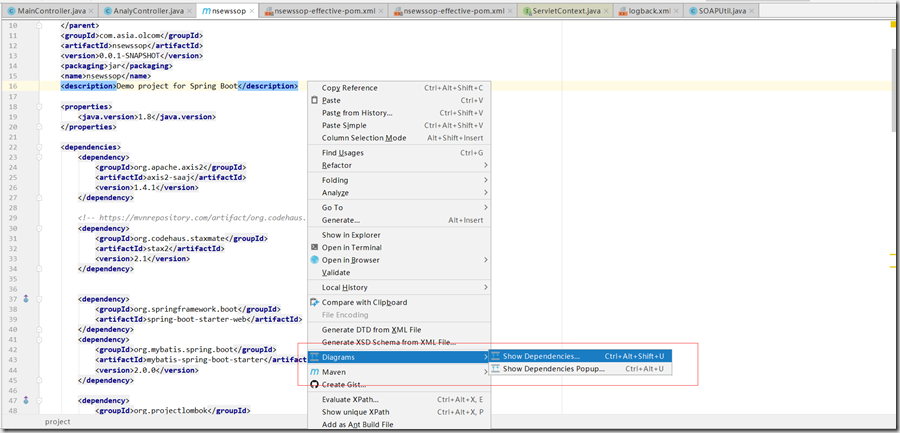 MainController.java AnalyController.java nsewssop nsewssop-effective-pom.xml nsewssop-effective-pom.xml ServletContext.java logback.xml SOAPUtil.java
10 </parent>
11 <groupId>com.asia.olcom</groupId>
12 <artifactId>nsewssop</artifactId>
13 <version>0.0.1-SNAPSHOT</version>
14 <packaging>jar</packaging>
15 <name>nsewssop</name>
16 <description>Demo project for Spring Boot</description>
17
18 <properties>
19 <java.version>1.8</java.version>
20 </properties>
21
22 <dependencies>
23 <dependency>
24 <groupId>org.apache.axis2</groupId>
25 <artifactId>axis2-saaj</artifactId>
26 <version>1.4.1</version>
27 </dependency>
28
29 <!-- https://mvnrepository.com/artifact/org.codehaus.
30 <dependency>
31 <groupId>org.codehaus.staxmate</groupId>
32 <artifactId>stax2</artifactId>
33 <version>2.1</version>
34 </dependency>
35
36
37 <dependency>
38 <groupId>org.springframework.boot</groupId>
39 <artifactId>spring-boot-starter-web</artifactId>
40 </dependency>
41 <dependency>
42 <groupId>org.mybatis.spring.boot</groupId>
43 <artifactId>mybatis-spring-boot-starter</artifact
44 <version>2.0.0</version>
45 </dependency>
46
47 <dependency>
48 <groupId>org.projectlombok</groupId>
project
Copy Reference Ctrl+Alt+Shift+C
Paste Ctrl+V
Paste from History... Ctrl+Shift+V
Paste Simple Ctrl+Alt+Shift+V
Column Selection Mode Alt+Shift+Insert
Find Usages Ctrl+G
Refactor
Folding
Analyze
Go To
Generate... Alt+Insert
Show in Explorer
Open in Terminal
Open in Browser
Validate
Local History
Compare with Clipboard
File Encoding
Generate DTD from XML File
Generate XSD Schema from XML File...
Diagrams
Maven
Create Gist...
Evaluate XPath... Ctrl+Alt+X, E
Show unique XPath Ctrl+Alt+X, P
Add as Ant Build File
Show Dependencies... Ctrl+Alt+Shift+U
Show Dependencies Popup... Ctrl+Alt+U